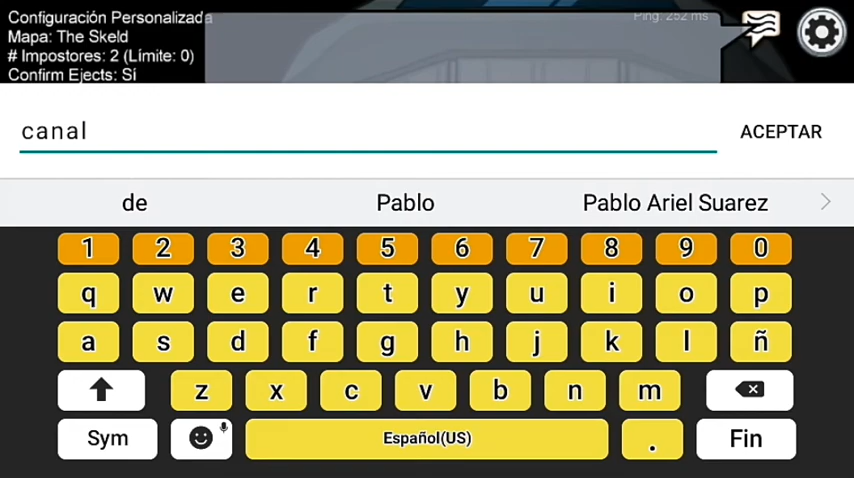 Configuración Personalizada
Ping: 252 ms
Mapa: The Skeld
# Impostores: 2 (Límite: 0)
Confirm Ejects: Sí
canal
ACEPTAR
de Pablo Pablo Ariel Suarez
1 2 3 4 5 6 7 8 9 0
q w e r t y u i o p
a s d f g h j k l ñ
z x c v b n m
Sym Español(US) . Fin